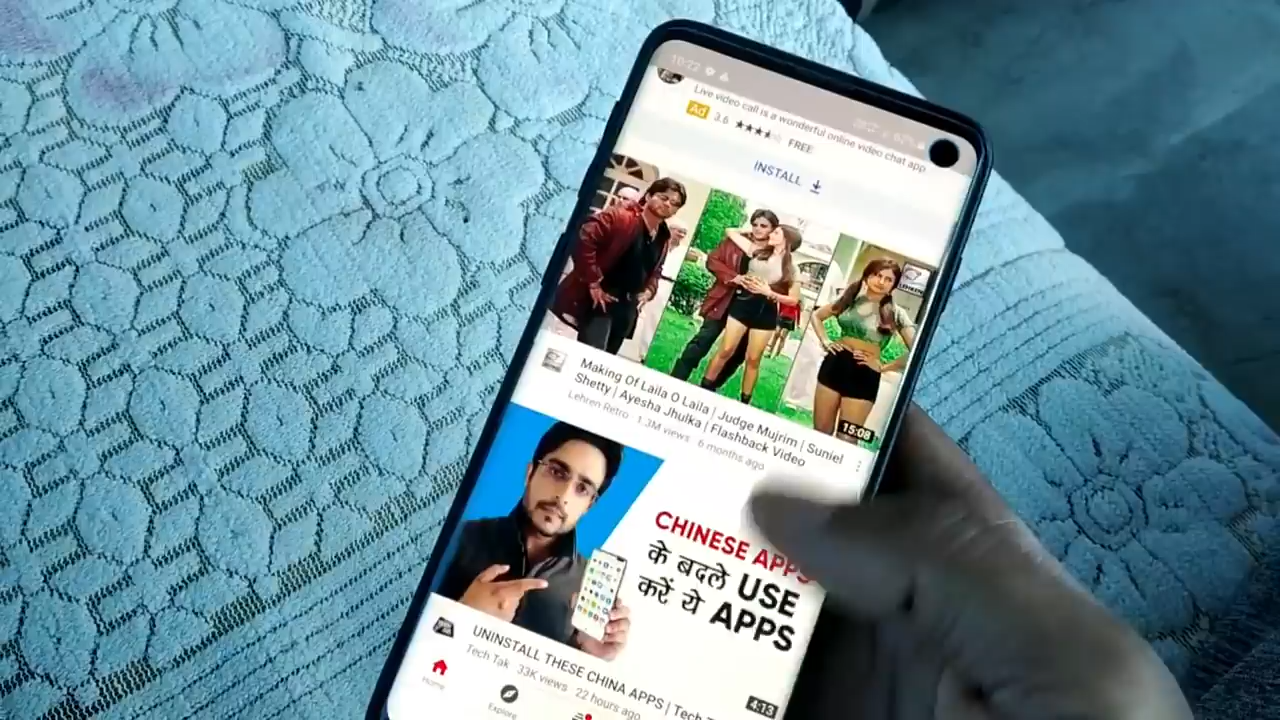 10:22
Live video call is a wonderful online video chat app
Ad 3.6 FREE
INSTALL
LEHREN
15:08
Making Of Laila O Laila | Judge Mujrim | Suniel
Shetty | Ayesha Jhulka | Flashback Video
Lehren Retro · 1.3M views · 6 months ago
CHINESE APPS
के बदले USE
करें ये APPS
4:13
UNINSTALL THESE CHINA APPS | Tech T
Tech Tak · 33K views · 22 hours ago
Home
Explore